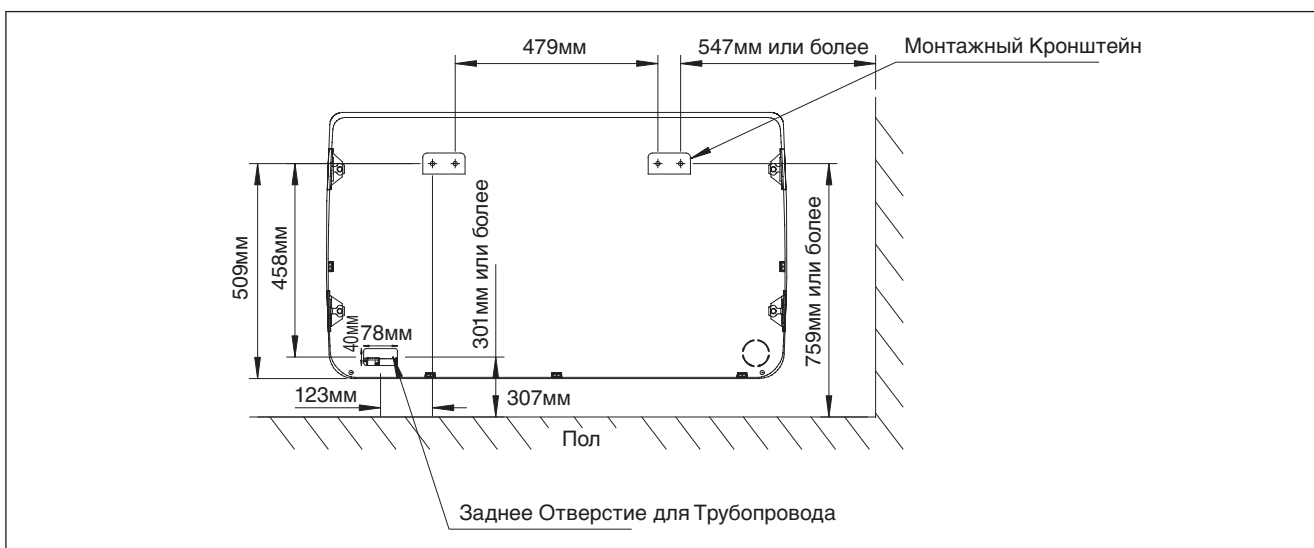 479мм
547мм или более
Монтажный Кронштейн
509мм
458мм
301мм или более
759мм или более
40мм
78мм
123мм
307мм
Пол
Заднее Отверстие для Трубопровода